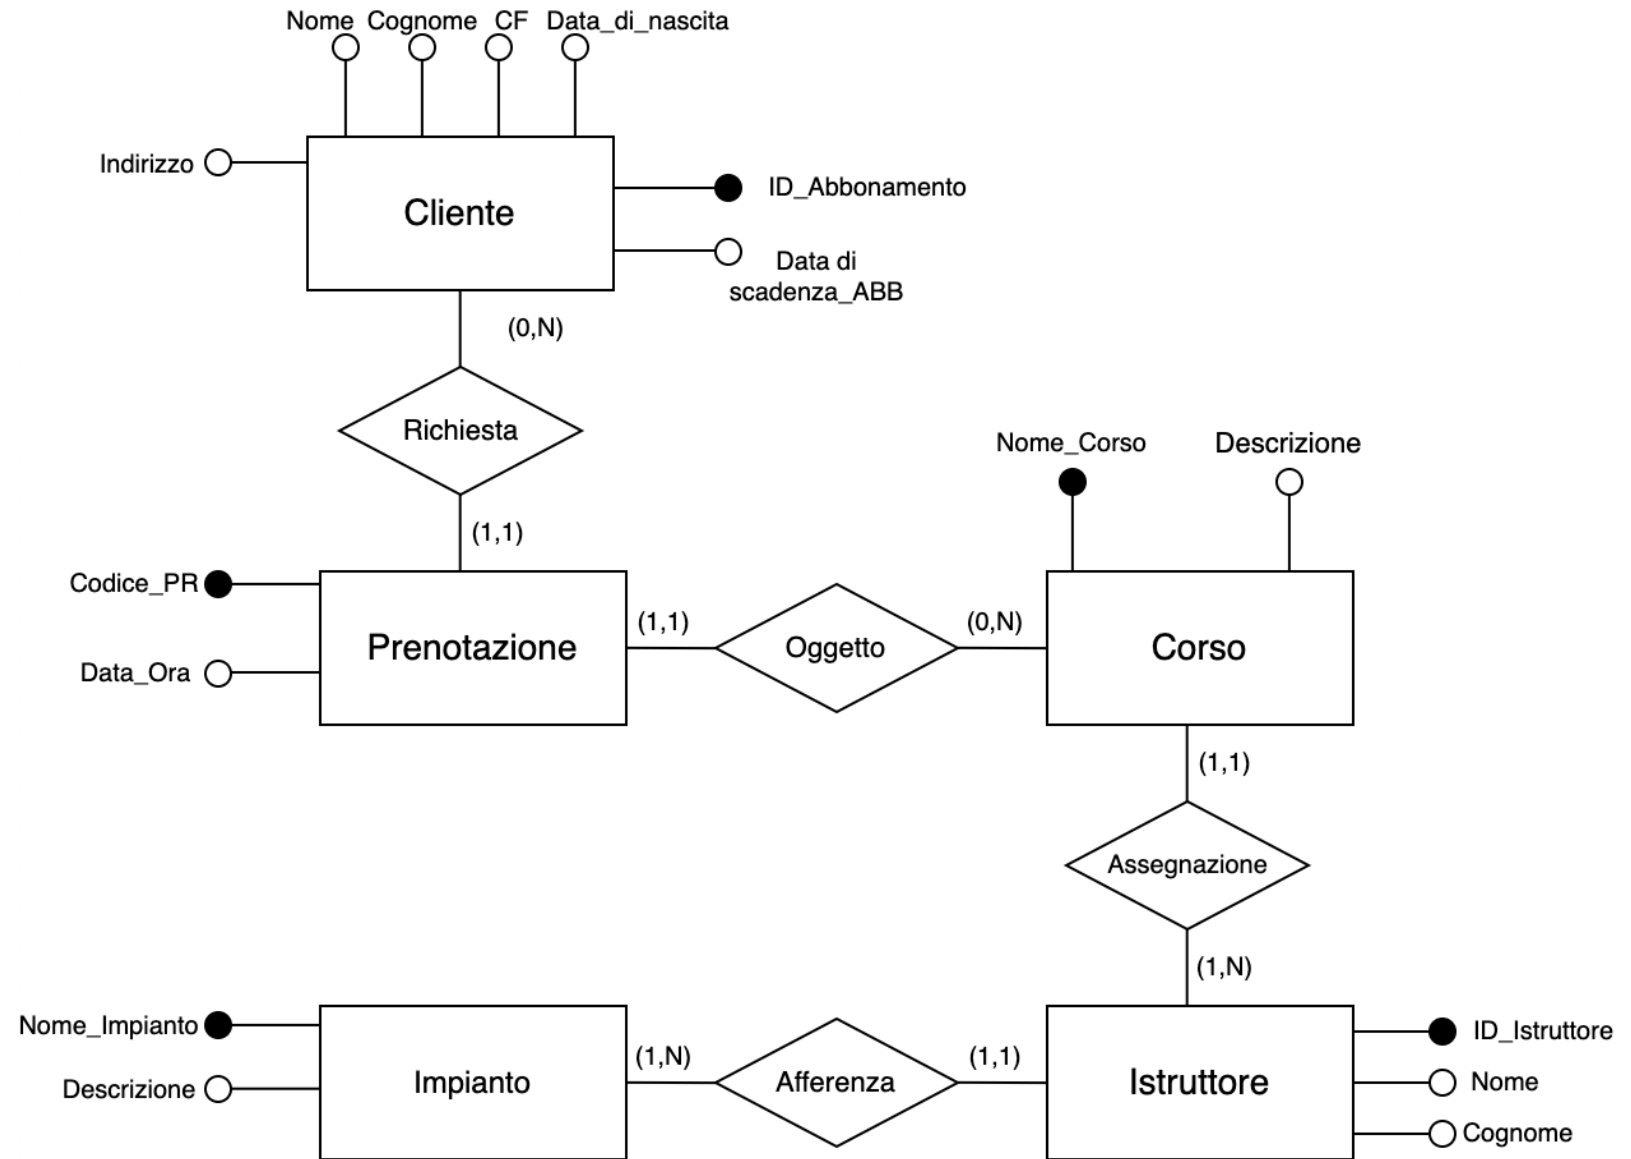 Nome Cognome CF Data_di_nascita
Indirizzo
Cliente
ID_Abbonamento
Data di
scadenza_ABB
(0,N)
Richiesta
(1,1)
Nome_Corso
Descrizione
Codice_PR
Data_Ora
Prenotazione
(1,1)
Oggetto
(0,N)
Corso
(1,1)
Assegnazione
(1,N)
Nome_Impianto
Descrizione
Impianto
(1,N)
Afferenza
(1,1)
Istruttore
ID_Istruttore
Nome
Cognome